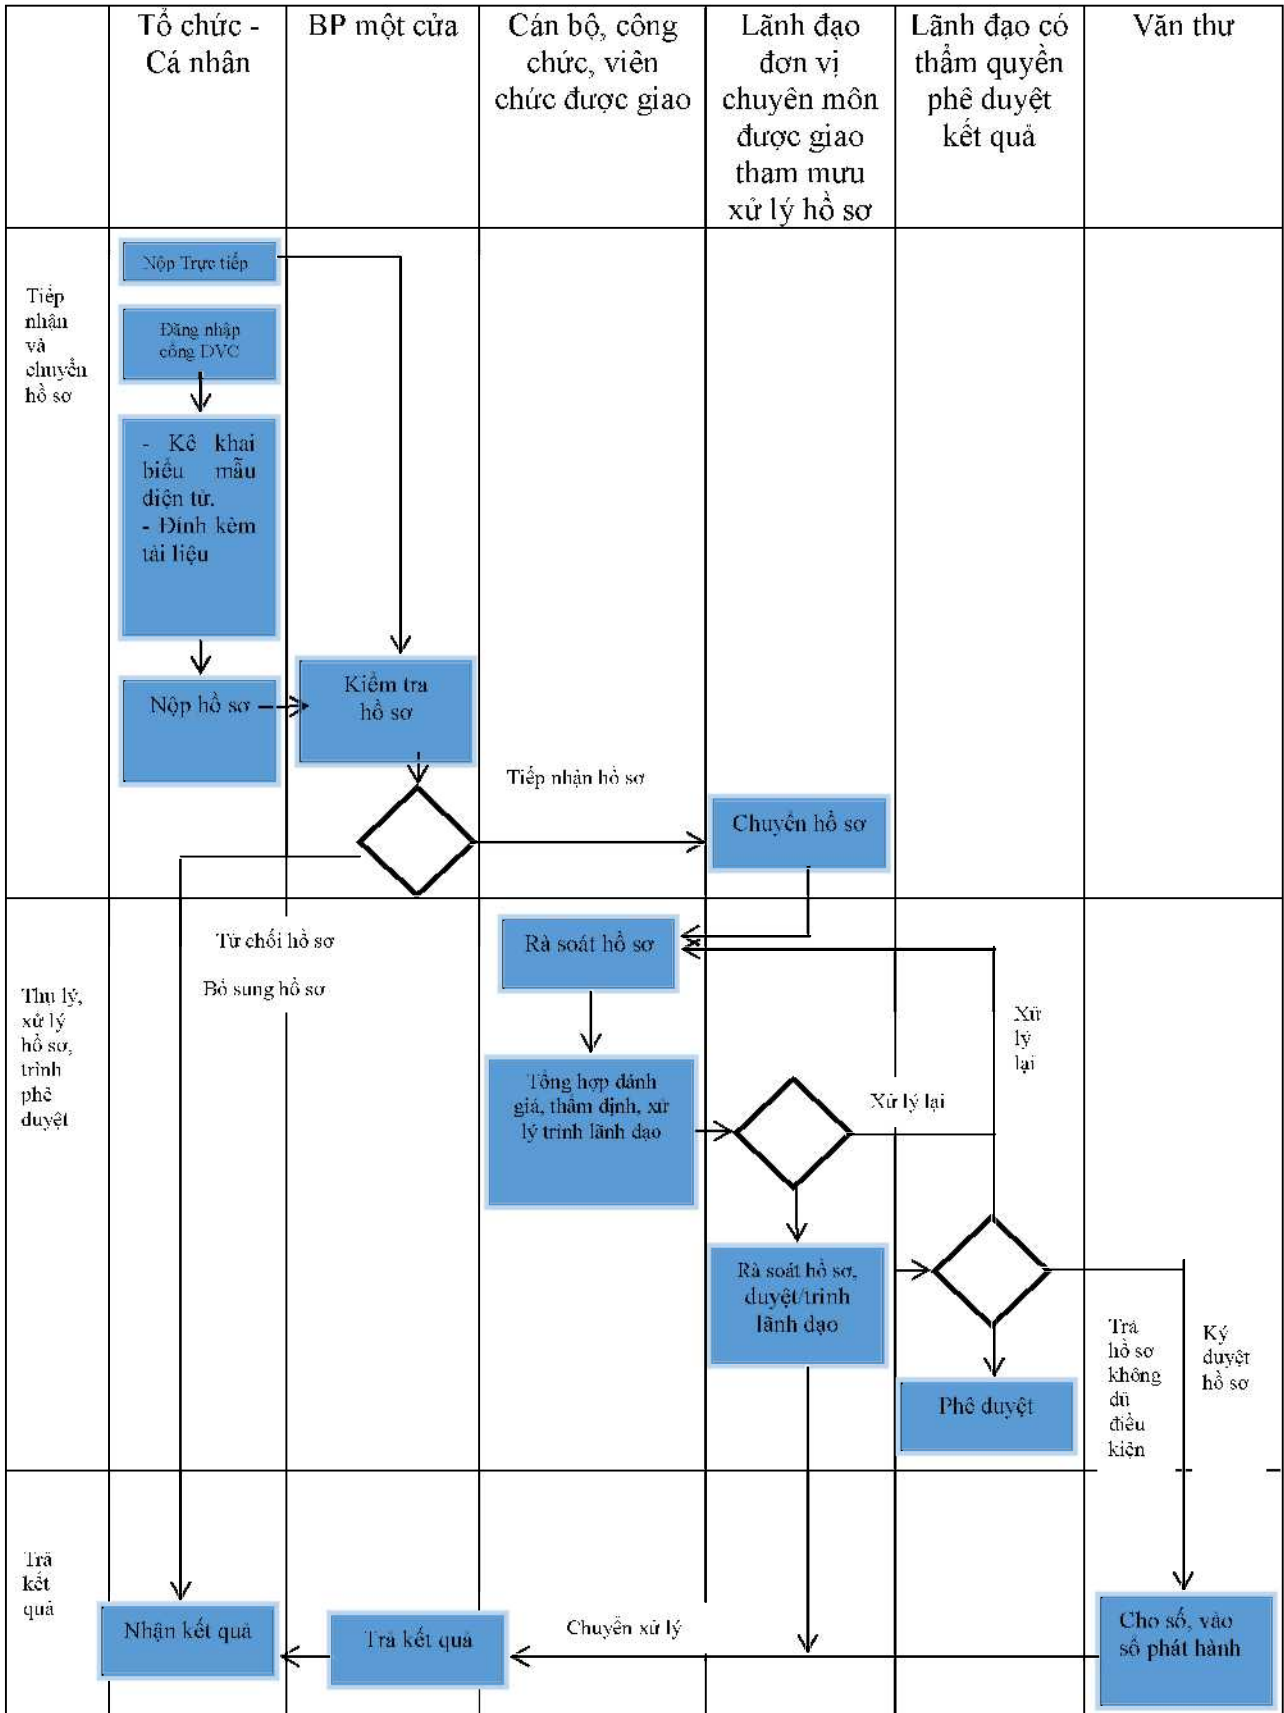 Tổ chức -
Cá nhân
BP một cửa
Cán bộ, công
chức, viên
chức được giao
Lãnh đạo
đơn vị
chuyên môn
được giao
tham mưu
xử lý hồ sơ
Lãnh đạo có
thẩm quyền
phê duyệt
kết quả
Văn thư
Tiếp
nhận
và
chuyển
hồ sơ
Nộp Trực tiếp
Đăng nhập
cổng DVC
- Kê khai
biểu mẫu
điện tử.
- Đính kèm
tài liệu
Nộp hồ sơ
Kiểm tra
hồ sơ
Tiếp nhận hồ sơ
Chuyển hồ sơ
Từ chối hồ sơ
Bổ sung hồ sơ
Thụ lý,
xử lý
hồ sơ,
trình
phê
duyệt
Rà soát hồ sơ
Tổng hợp đánh
giá, thẩm định, xử
lý trình lãnh đạo
Xử lý lại
Xử
lý
lại
Rà soát hồ sơ,
duyệt/trình
lãnh đạo
Phê duyệt
Trả
hồ sơ
không
đủ
điều
kiện
Ký
duyệt
hồ sơ
Trả
kết
quả
Nhận kết quả
Trả kết quả
Chuyển xử lý
Cho số, vào
sổ phát hành